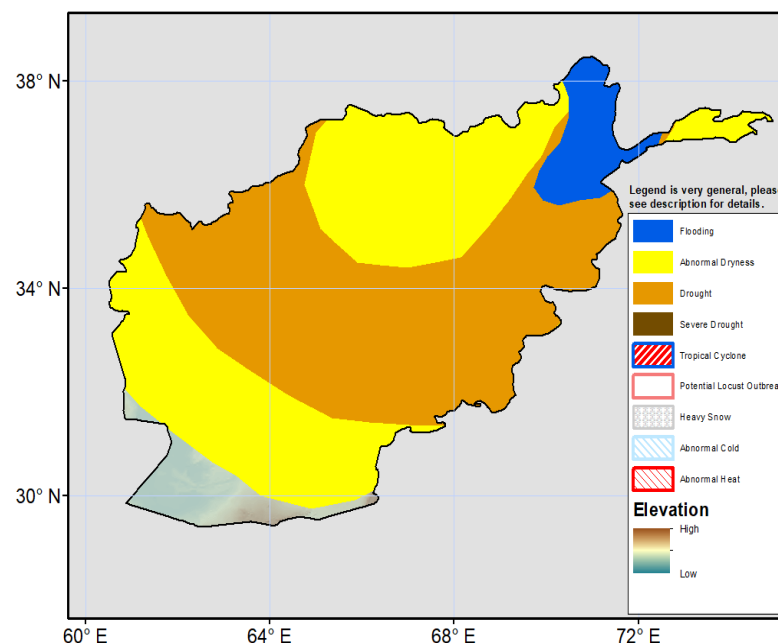 38° N
34° N
30° N
60° E
64° E
68° E
72° E
Legend is very general, please
see description for details.
Flooding
Abnormal Dryness
Drought
Severe Drought
Tropical Cyclone
Potential Locust Outbrea
Heavy Snow
Abnormal Cold
Abnormal Heat
Elevation
High
Low